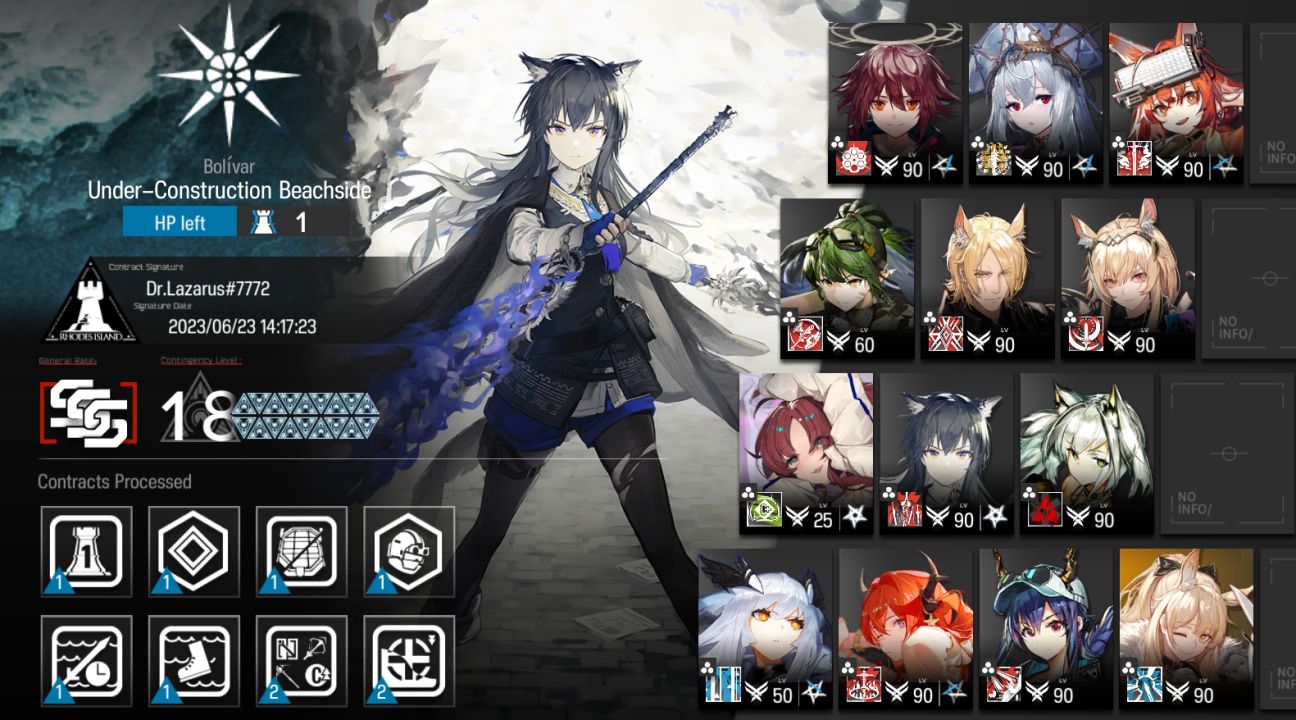 Bolívar
Under-Construction Beachside
HP left 1
Contract Signature
Dr.Lazarus#7772
Signature Date
2023/06/23 14:17:23
RHODES ISLAND
General Rate:
Contingency Level:
SSS
18
Contracts Processed
1
1 1 1 1
1 1 2 2
N
C
LV 90
LV 90
LV 90
NO
INFO
LV 60
LV 90
LV 90
NO
INFO/
LV 25
LV 90
LV 90
NO
INFO/
LV 50
LV 90
LV 90
LV 90
NO
INF